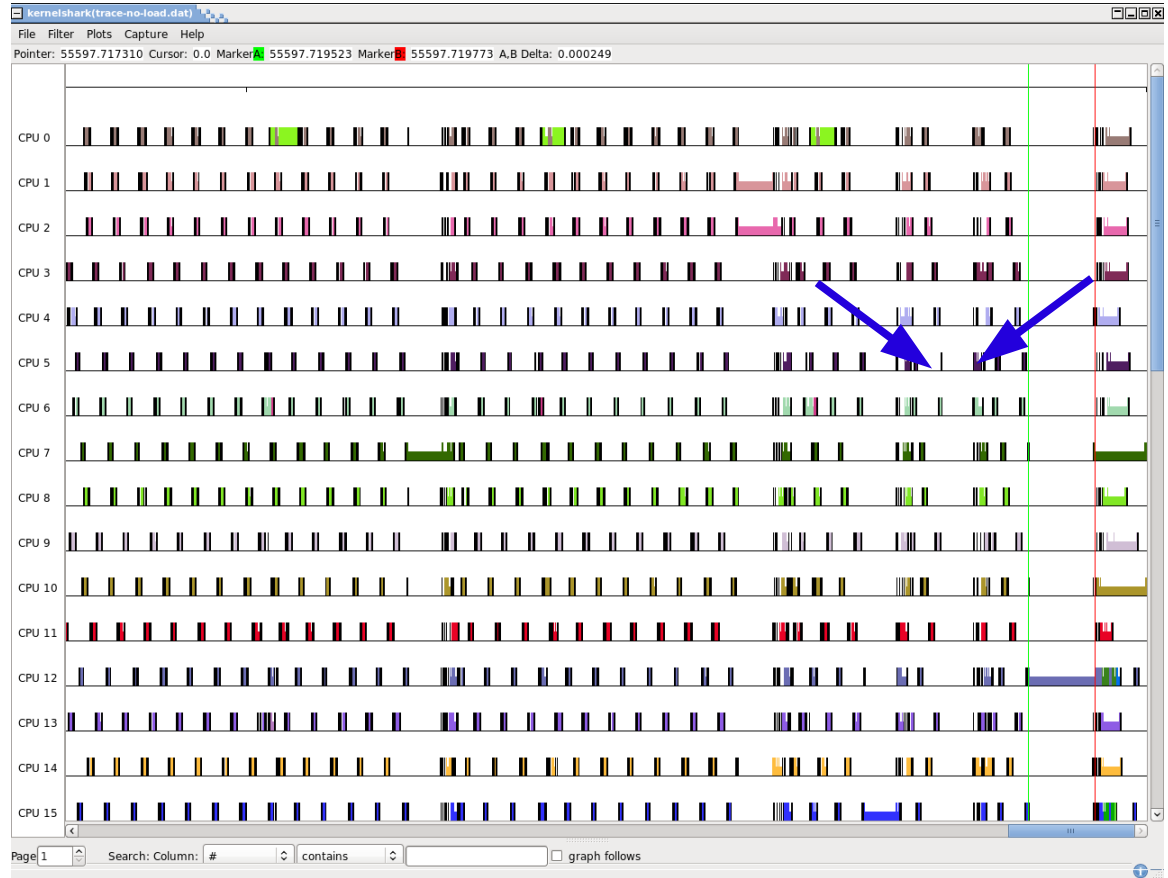 kernelshark(trace-no-load.dat)
File Filter Plots Capture Help
Pointer: 55597.717310 Cursor: 0.0 MarkerA: 55597.719523 MarkerB: 55597.719773 A,B Delta: 0.000249
CPU 0
CPU 1
CPU 2
CPU 3
CPU 4
CPU 5
CPU 6
CPU 7
CPU 8
CPU 9
CPU 10
CPU 11
CPU 12
CPU 13
CPU 14
CPU 15
Page 1 Search: Column: # contains graph follows